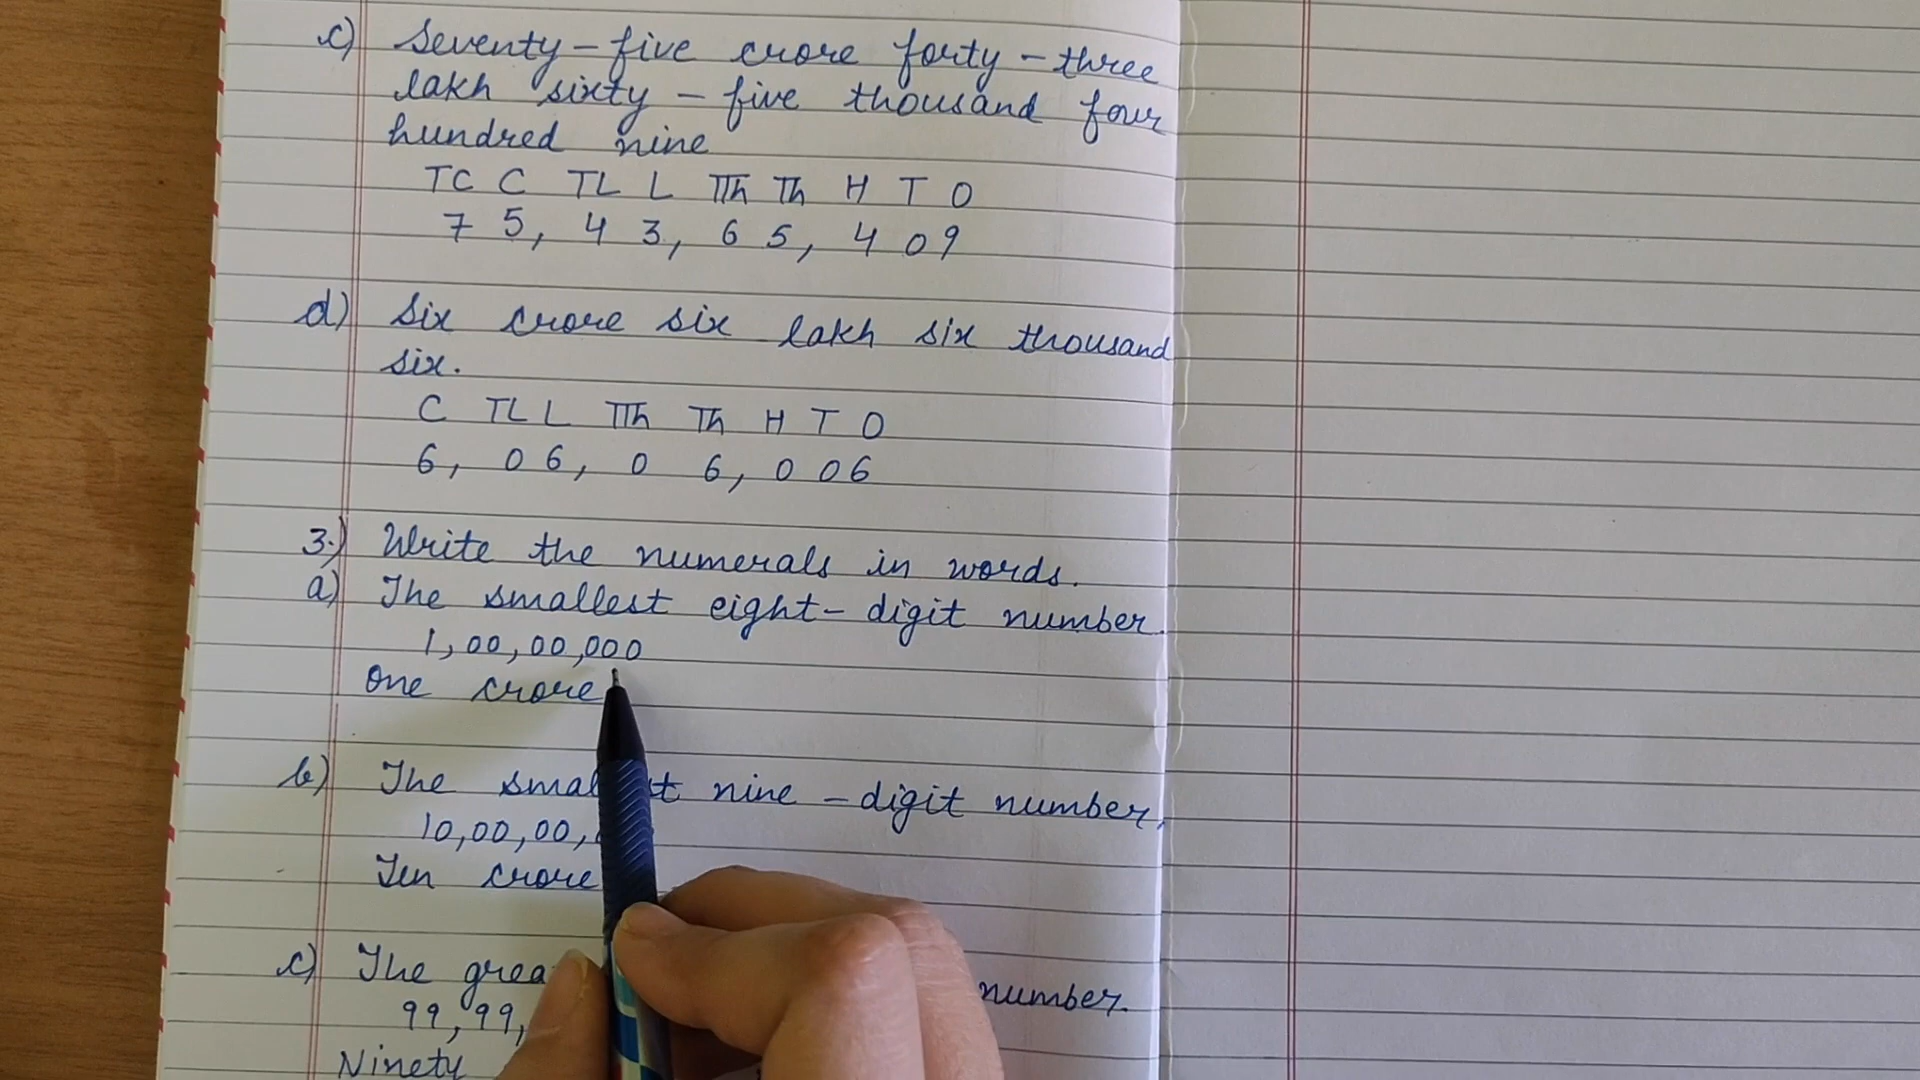 c) Seventy-five crore forty-three
lakh sixty-five thousand four
hundred nine
TC C TL L TTh Th H T O
7 5, 4 3, 6 5, 4 0 9
d) Six crore six lakh six thousand
six.
C TL L TTh Th H T O
6, 0 6, 0 6, 0 0 6
3.) Write the numerals in words.
a) The smallest eight-digit number.
1,00,00,000
One crore
b) The nine-digit number.
10,00,00,
Ten crore
c) The number.
99,99,
Ninety